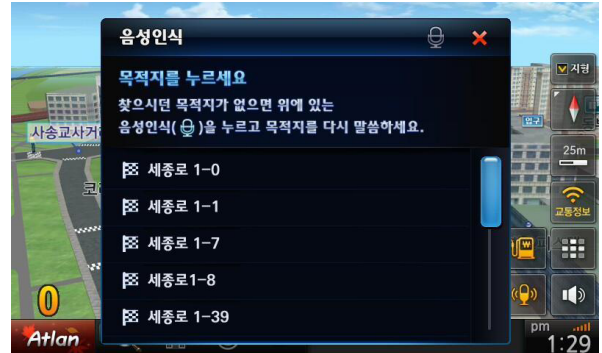 음성인식
목적지를 누르세요
찾으시던 목적지가 없으면 위에 있는
음성인식( )을 누르고 목적지를 다시 말씀하세요.
세종로 1-0
세종로 1-1
세종로 1-7
세종로1-8
세종로 1-39
사송교사거
코
지형
입구
25m
교통정보
0
Atlan
pm
1:29